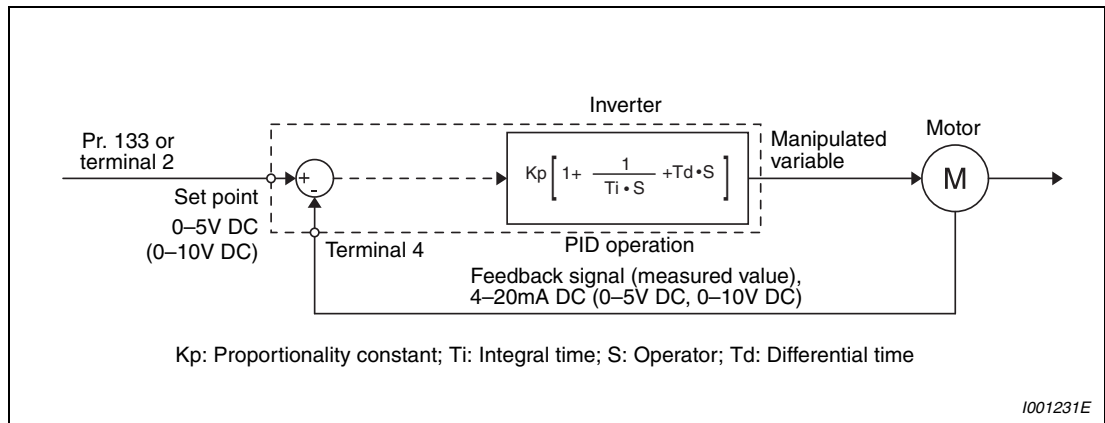 Inverter
Pr. 133 or
terminal 2
Set point
0–5V DC
(0–10V DC)
+
-
Terminal 4
Kp[1+ 1/Ti • S +Td•S]
PID operation
Manipulated
variable
Motor
M
Feedback signal (measured value),
4–20mA DC (0–5V DC, 0–10V DC)
Kp: Proportionality constant; Ti: Integral time; S: Operator; Td: Differential time
I001231E